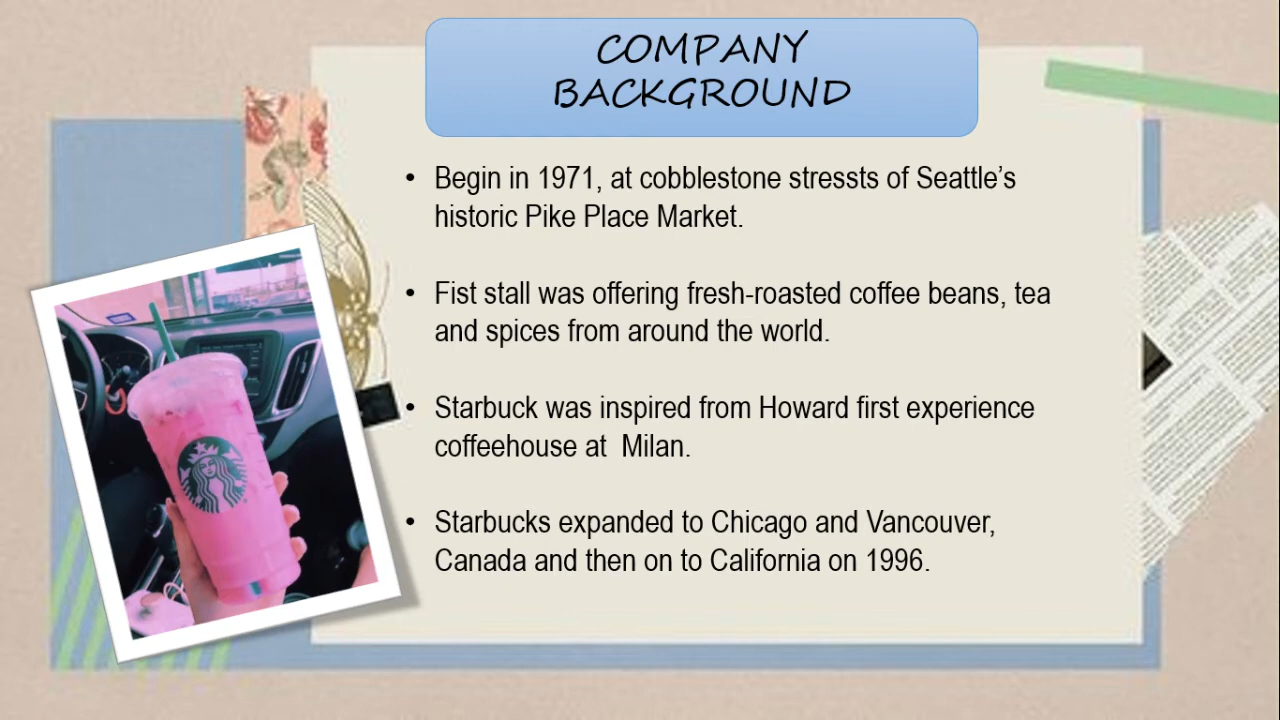 COMPANY
BACKGROUND
• Begin in 1971, at cobblestone stressts of Seattle’s
historic Pike Place Market.
• Fist stall was offering fresh-roasted coffee beans, tea
and spices from around the world.
• Starbuck was inspired from Howard first experience
coffeehouse at  Milan.
• Starbucks expanded to Chicago and Vancouver,
Canada and then on to California on 1996.